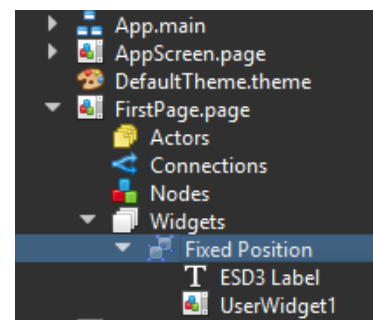 App.main
AppScreen.page
DefaultTheme.theme
FirstPage.page
Actors
Connections
Nodes
Widgets
Fixed Position
ESD3 Label
UserWidget1